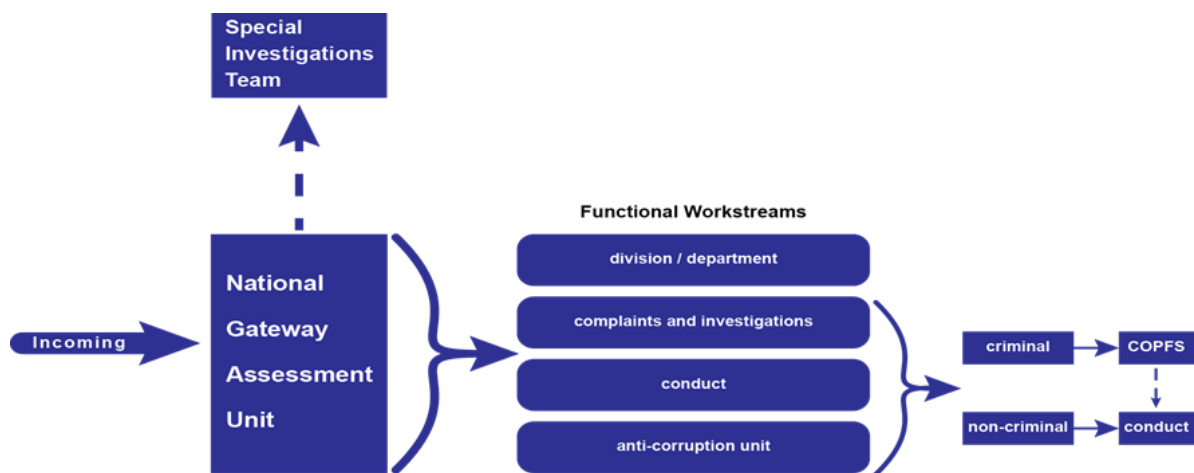 Special
Investigations
Team
Functional Workstreams
National
Gateway
Assessment
Unit
Incoming
division / department
complaints and investigations
conduct
anti-corruption unit
criminal
COPFS
non-criminal
conduct